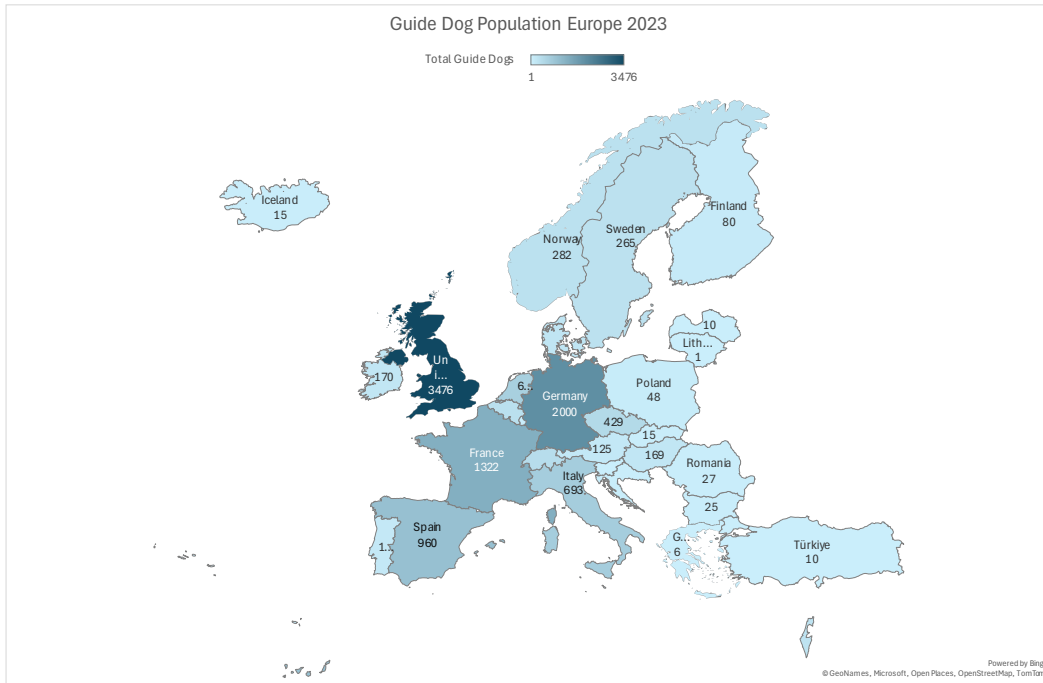 Guide Dog Population Europe 2023
Total Guide Dogs
1
3476
Iceland
15
Norway
282
Sweden
265
Finland
80
10
Lith...
1
Un
i...
3476
170
6...
Germany
2000
Poland
48
429
15
125
169
France
1322
Romania
27
Italy
693
25
Spain
960
1...
G...
6
Türkiye
10
Powered by Bing
© GeoNames, Microsoft, Open Places, OpenStreetMap, TomTom